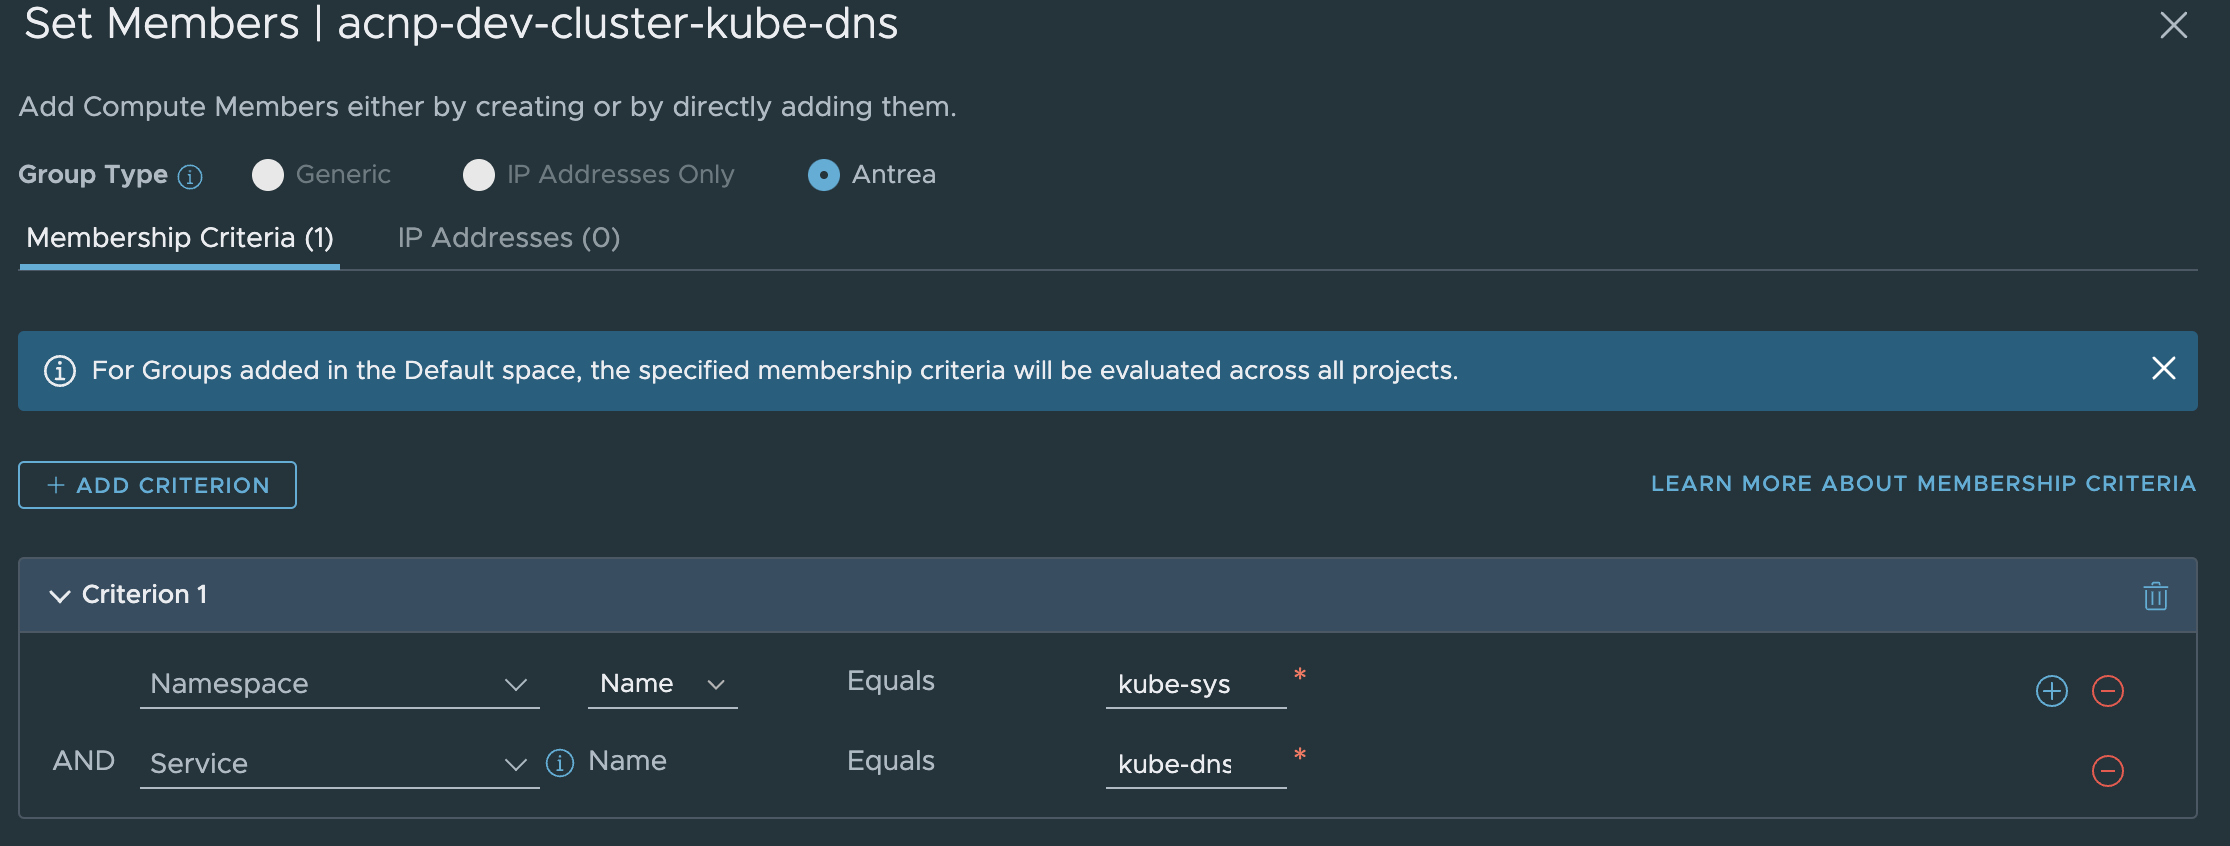 Set Members | acnp-dev-cluster-kube-dns
Add Compute Members either by creating or by directly adding them.
Group Type Generic IP Addresses Only Antrea
Membership Criteria (1) IP Addresses (0)
For Groups added in the Default space, the specified membership criteria will be evaluated across all projects.
+ ADD CRITERION LEARN MORE ABOUT MEMBERSHIP CRITERIA
Criterion 1
Namespace Name Equals kube-sys *
AND Service Name Equals kube-dns *